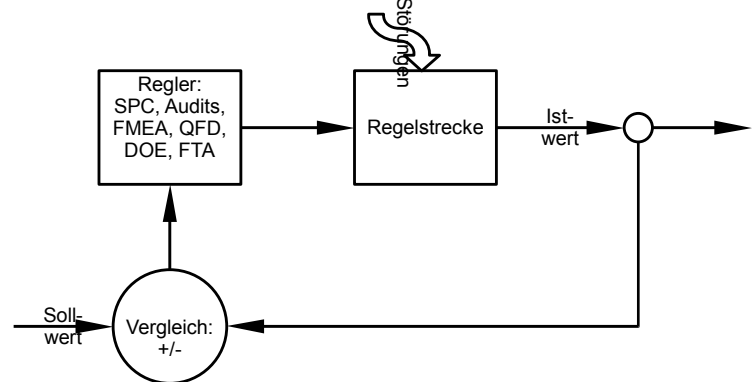 Störungen
Regler:
SPC, Audits,
FMEA, QFD,
DOE, FTA
Regelstrecke
Ist-
wert
Soll-
wert
Vergleich:
+/-